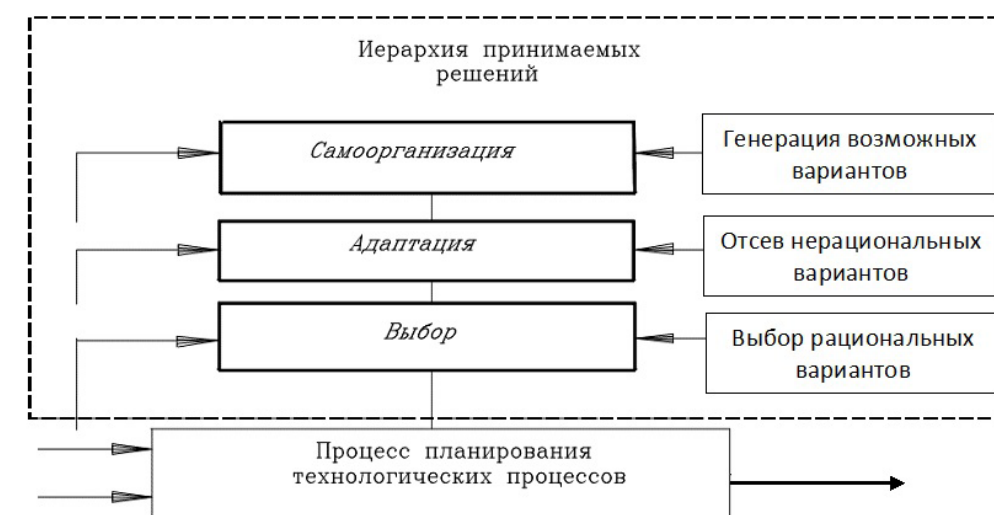 Иерархия принимаемых
решений
Самоорганизация
Генерация возможных
вариантов
Адаптация
Отсев нерациональных
вариантов
Выбор
Выбор рациональных
вариантов
Процесс планирования
технологических процессов